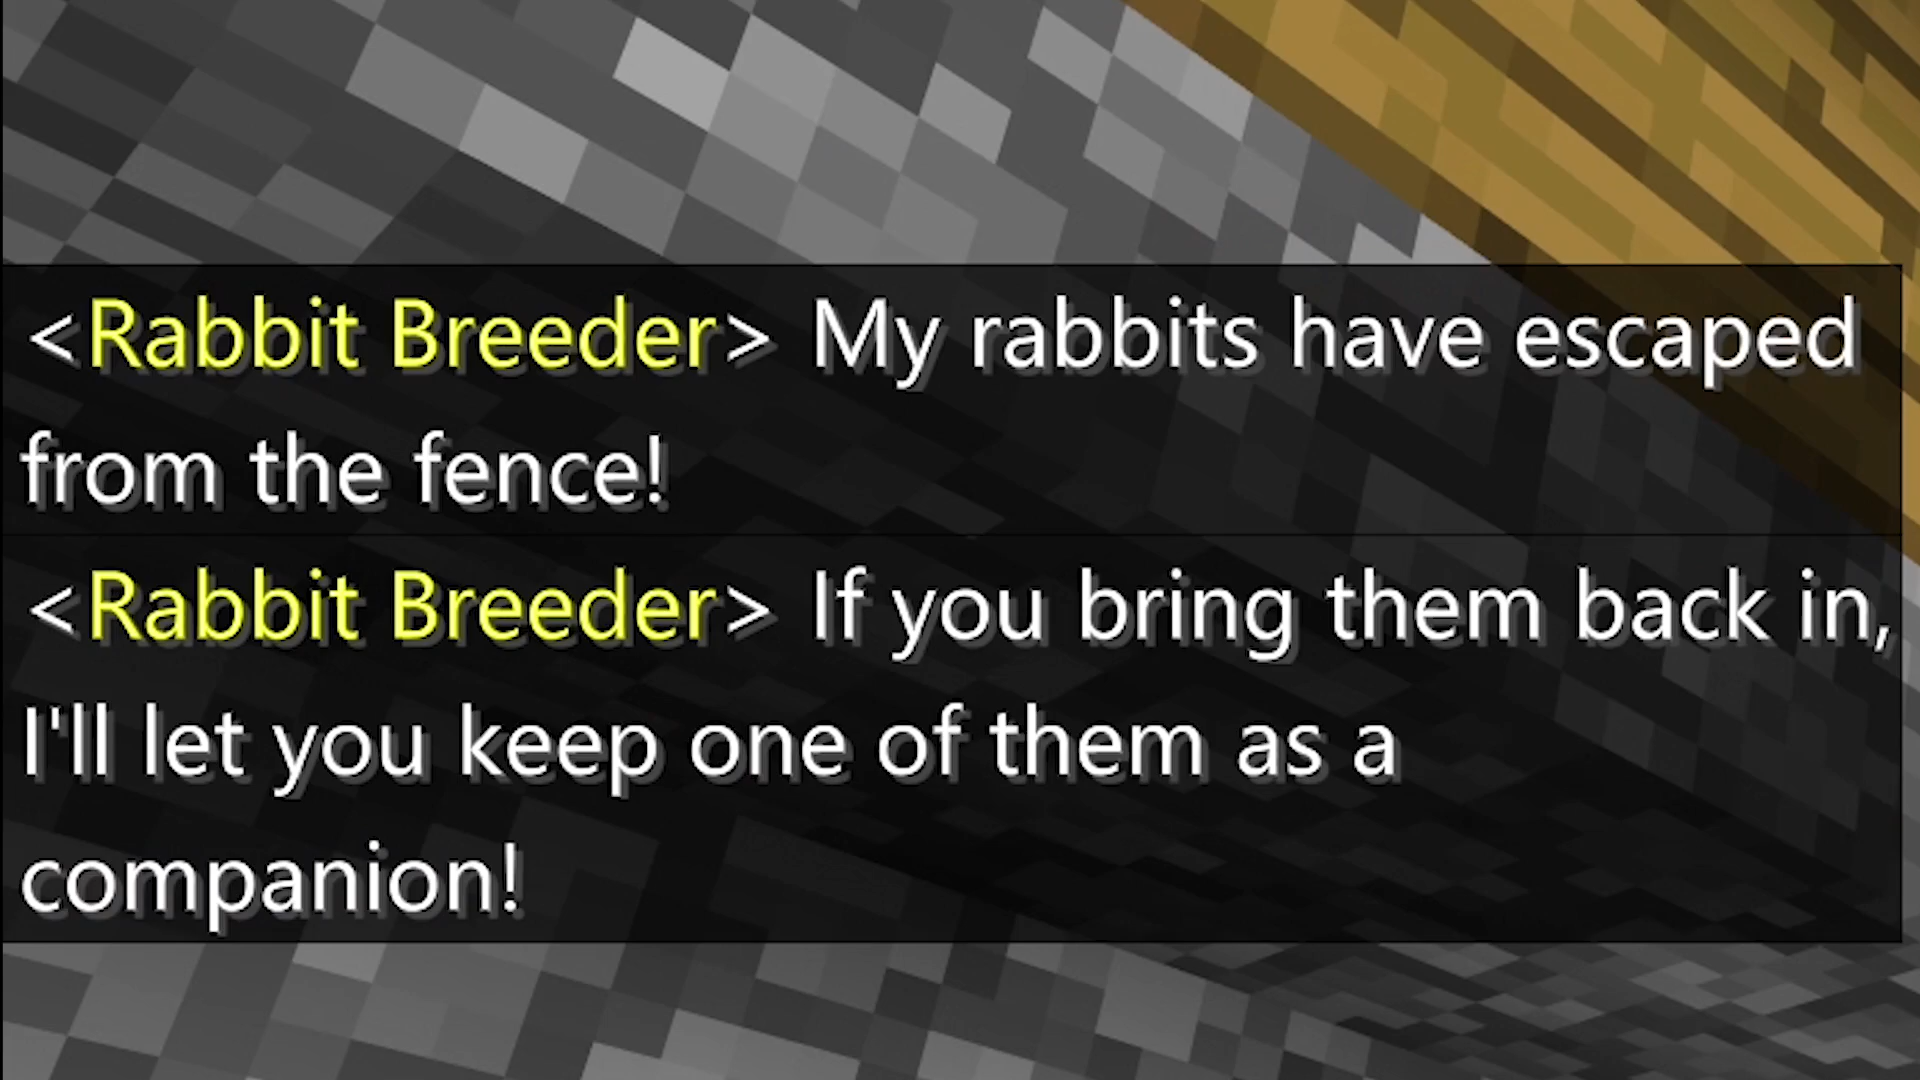 <Rabbit Breeder> My rabbits have escaped
from the fence!
<Rabbit Breeder> If you bring them back in,
I'll let you keep one of them as a
companion!